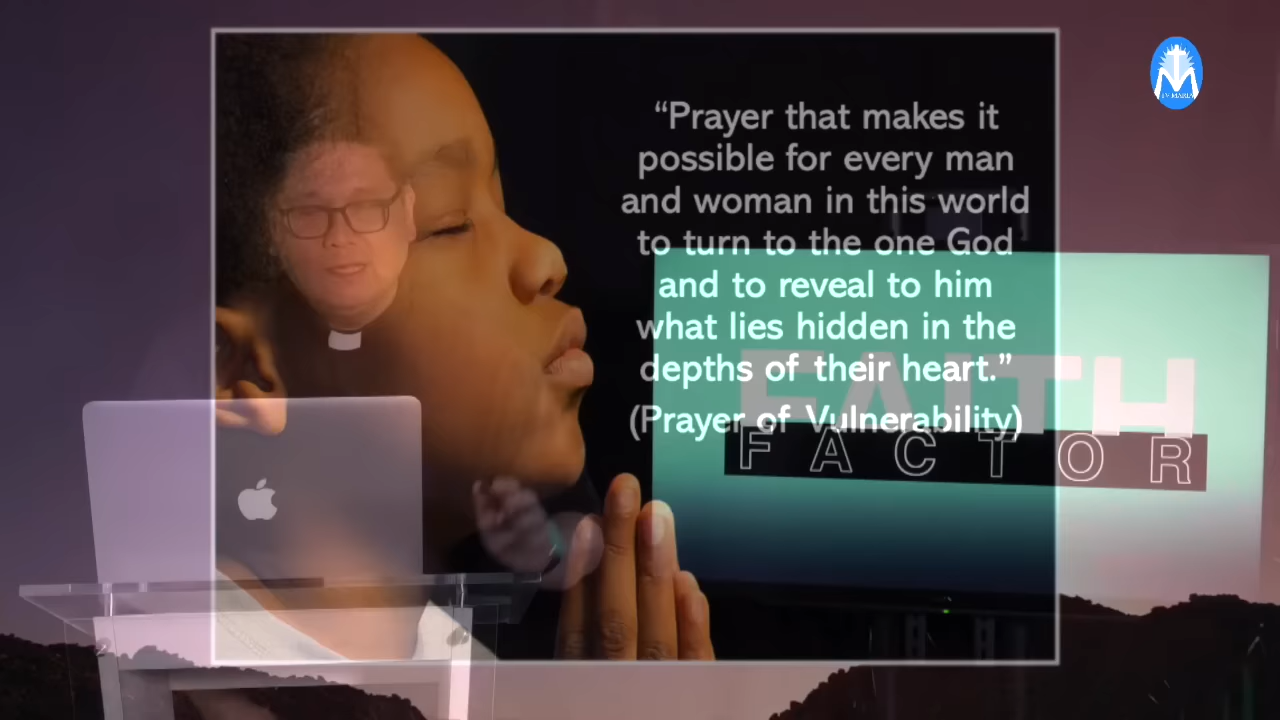 TV MARIA
“Prayer that makes it
possible for every man
and woman in this world
to turn to the one God
and to reveal to him
what lies hidden in the
depths of their heart.”
(Prayer of Vulnerability)
FAITH
FACTOR